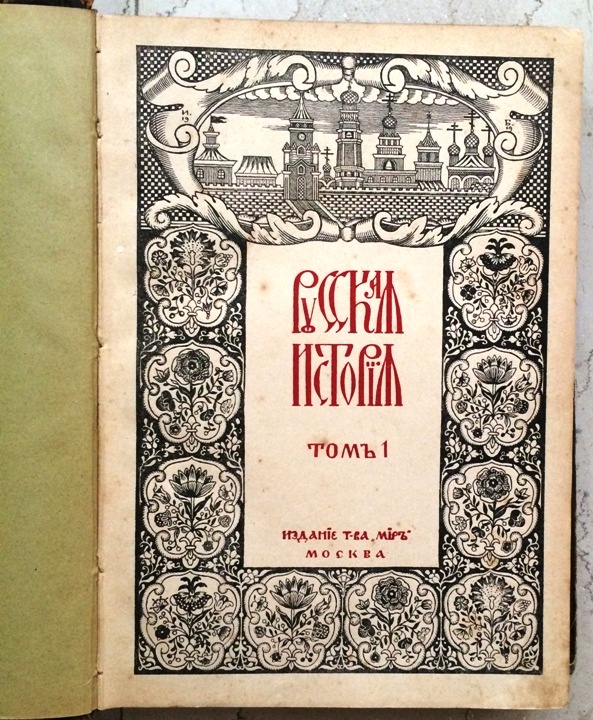 РУССКАЯ
ИСТОРІЯ
ТОМЪ 1
ИЗДАНІЕ Т-ВА „МІРЪ“
МОСКВА